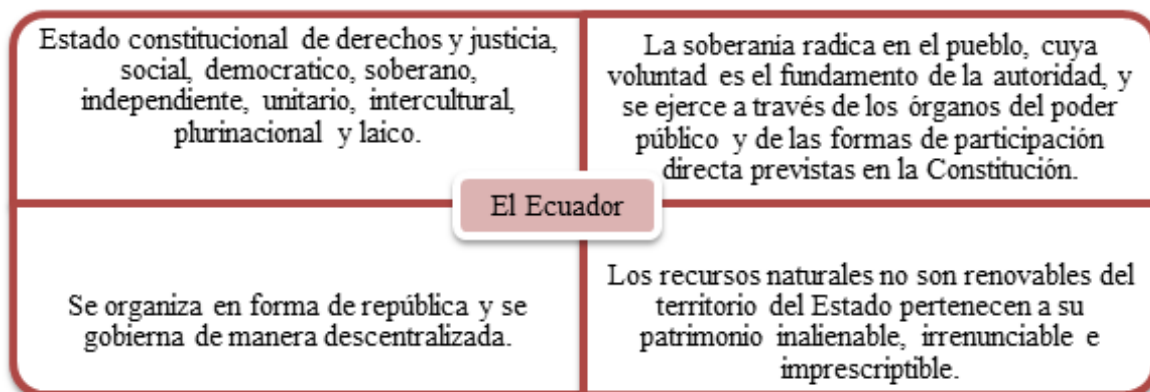 Estado constitucional de derechos y justicia,
social, democratico, soberano,
independiente, unitario, intercultural,
plurinacional y laico.
La soberanía radica en el pueblo, cuya
voluntad es el fundamento de la autoridad, y
se ejerce a través de los órganos del poder
público y de las formas de participación
directa previstas en la Constitución.
El Ecuador
Se organiza en forma de república y se
gobierna de manera descentralizada.
Los recursos naturales no son renovables del
territorio del Estado pertenecen a su
patrimonio inalienable, irrenunciable e
imprescriptible.